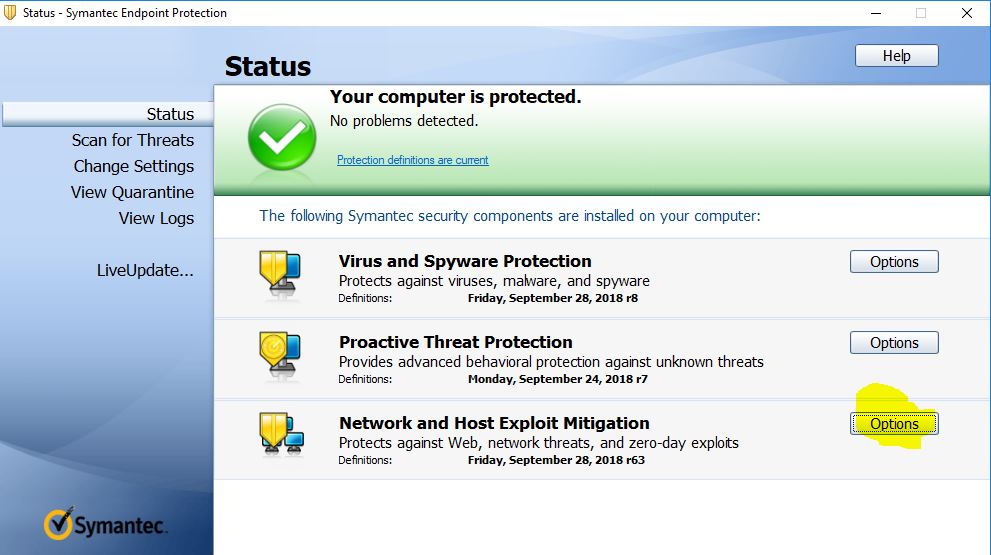 Status - Symantec Endpoint Protection
Status
Help
Your computer is protected.
No problems detected.
Protection definitions are current
Status
Scan for Threats
Change Settings
View Quarantine
View Logs
LiveUpdate...
The following Symantec security components are installed on your computer:
Virus and Spyware Protection
Options
Protects against viruses, malware, and spyware
Definitions: Friday, September 28, 2018 r8
Proactive Threat Protection
Options
Provides advanced behavioral protection against unknown threats
Definitions: Monday, September 24, 2018 r7
Network and Host Exploit Mitigation
Options
Protects against Web, network threats, and zero-day exploits
Definitions: Friday, September 28, 2018 r63
Symantec.